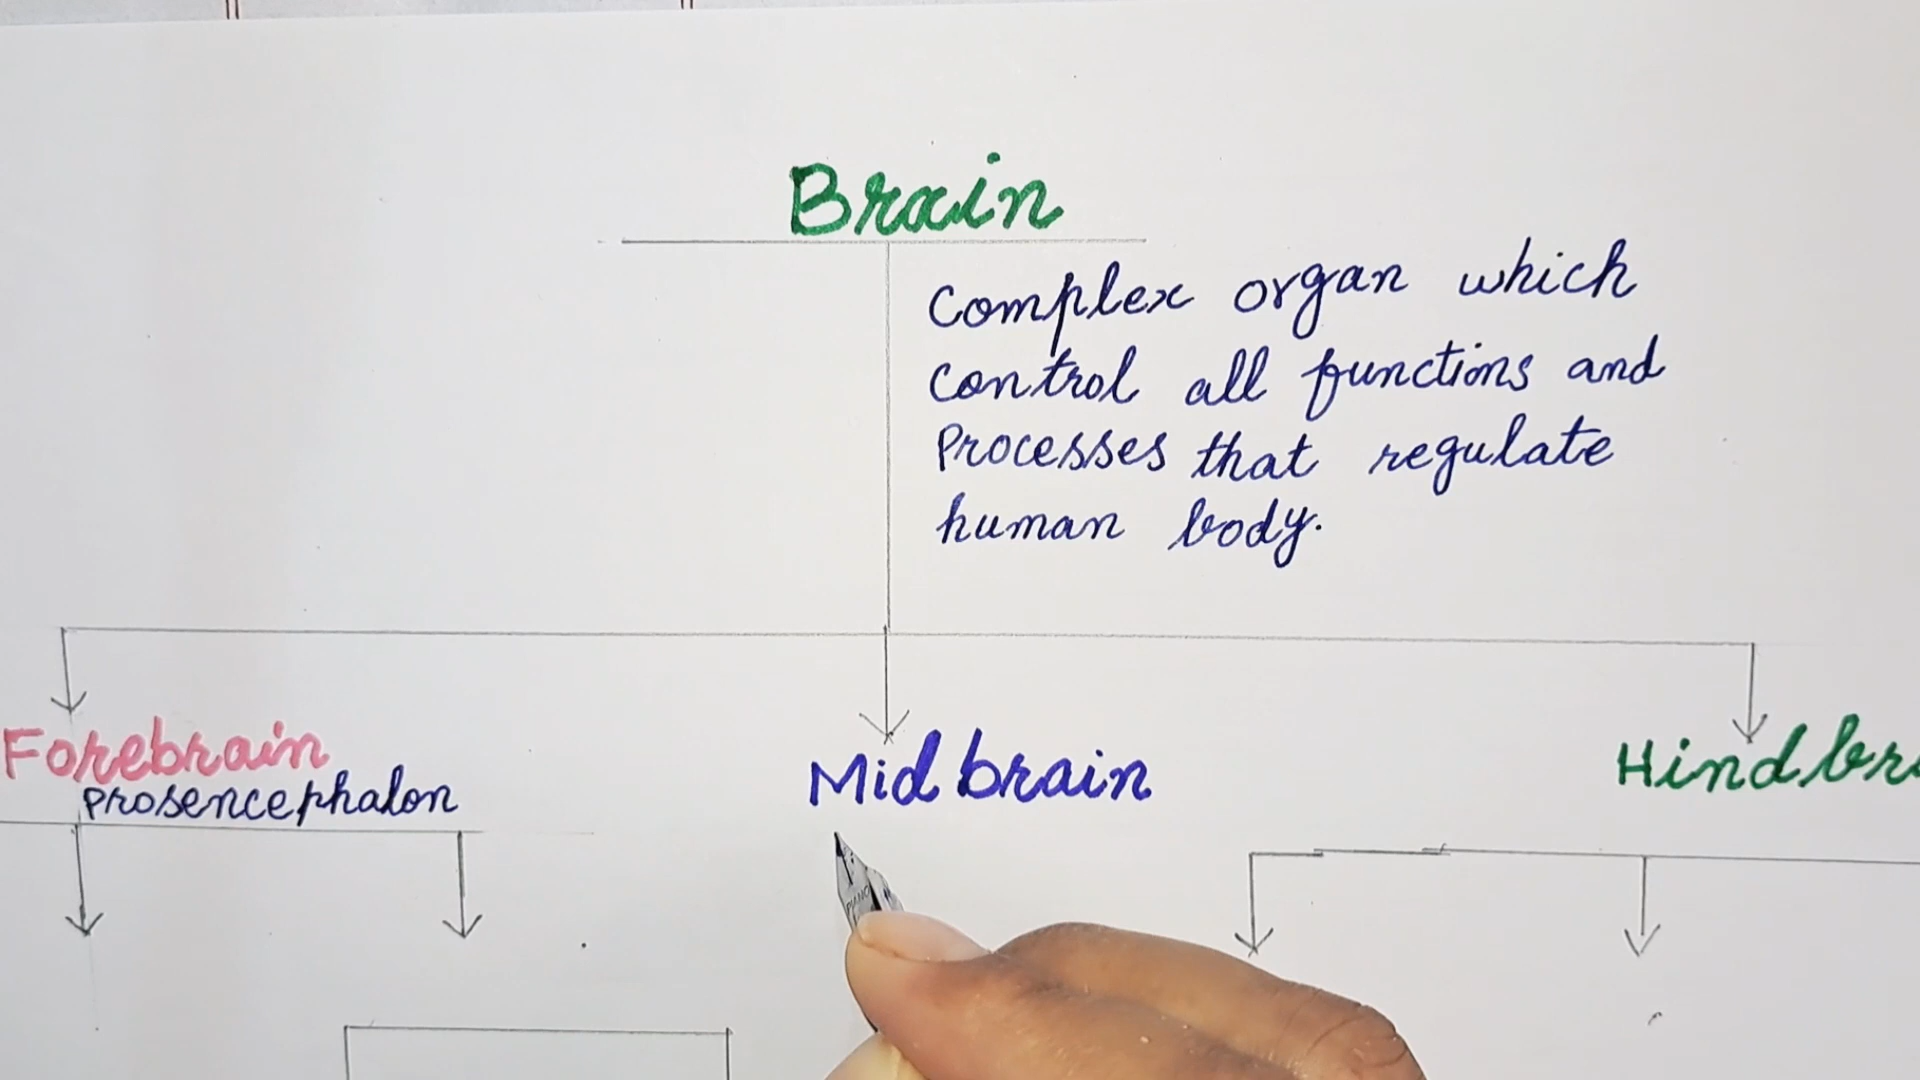 Brain
Complex organ which
control all functions and
Processes that regulate
human body.
Forebrain
Prosencephalon
Mid brain